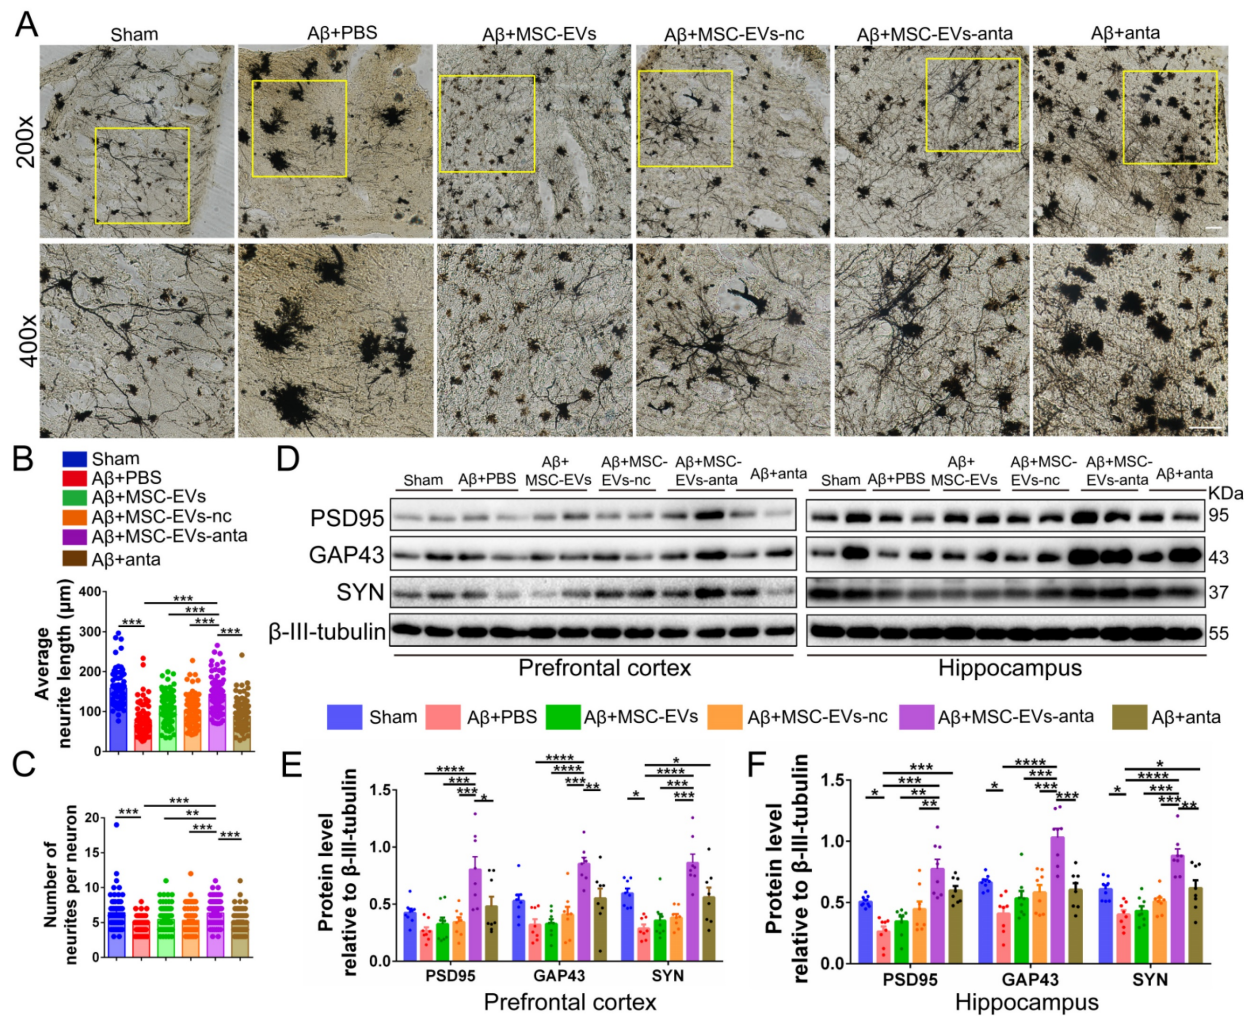 A
Sham
Aβ+PBS
Aβ+MSC-EVs
Aβ+MSC-EVs-nc
Aβ+MSC-EVs-anta
Aβ+anta
200x
400x
B
Sham
Aβ+PBS
Aβ+MSC-EVs
Aβ+MSC-EVs-nc
Aβ+MSC-EVs-anta
Aβ+anta
Average
neurite length (μm)
400
300
200
100
0
***
***
***
***
***
C
Number of
neurites per neuron
20
15
10
5
0
***
***
**
***
***
D
Sham
Aβ+PBS
Aβ+
MSC-EVs
Aβ+MSC-
EVs-nc
Aβ+MSC-
EVs-anta
Aβ+anta
Sham
Aβ+PBS
Aβ+
MSC-EVs
Aβ+MSC-
EVs-nc
Aβ+MSC-
EVs-anta
Aβ+anta
KDa
PSD95
95
GAP43
43
SYN
37
β-III-tubulin
55
Prefrontal cortex
Hippocampus
Sham
Aβ+PBS
Aβ+MSC-EVs
Aβ+MSC-EVs-nc
Aβ+MSC-EVs-anta
Aβ+anta
E
Protein level
relative to β-III-tubulin
1.5
1.0
0.5
0.0
****
***
***
*
****
****
***
**
*
*
****
***
***
PSD95
GAP43
SYN
Prefrontal cortex
F
Protein level
relative to β-III-tubulin
1.5
1.0
0.5
0.0
*
***
***
**
**
*
****
***
***
***
*
*
****
***
***
**
PSD95
GAP43
SYN
Hippocampus